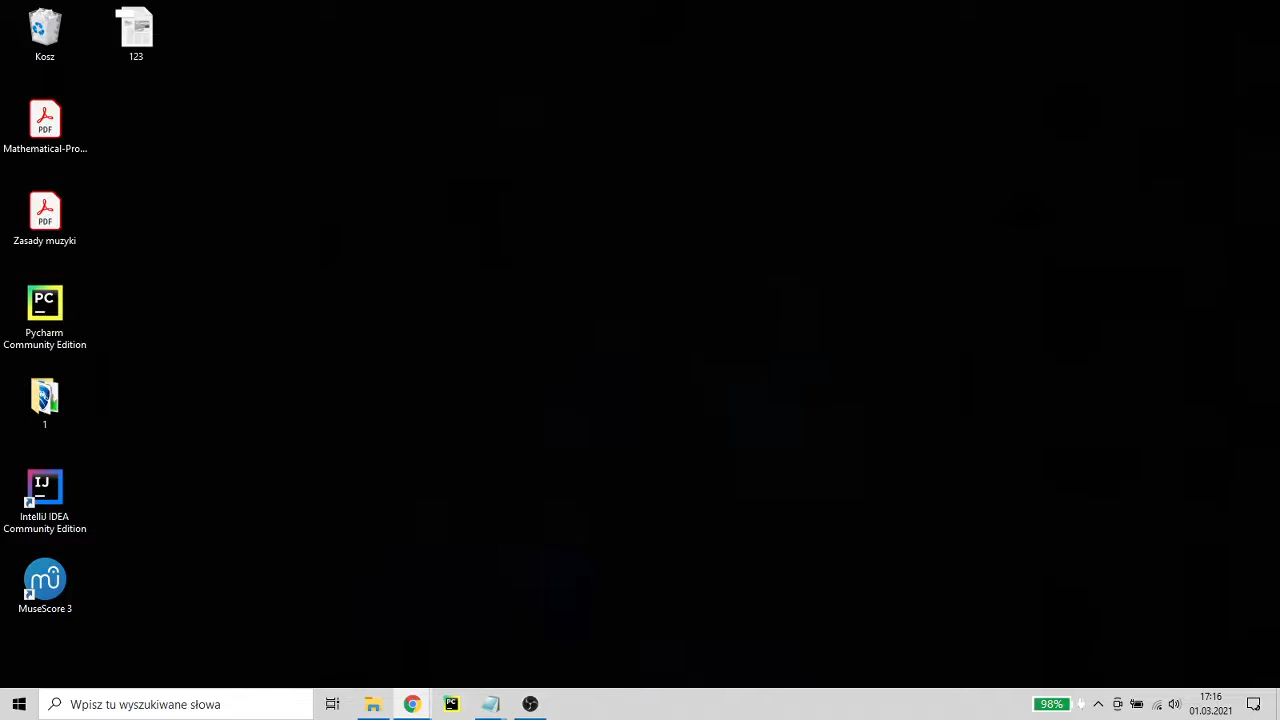 Kosz
123
PDF
Mathematical-Pro...
PDF
Zasady muzyki
PC
Pycharm
Community Edition
1
IJ
IntelliJ IDEA
Community Edition
MuseScore 3
Wpisz tu wyszukiwane słowa
PC
98%
17:16
01.03.2021